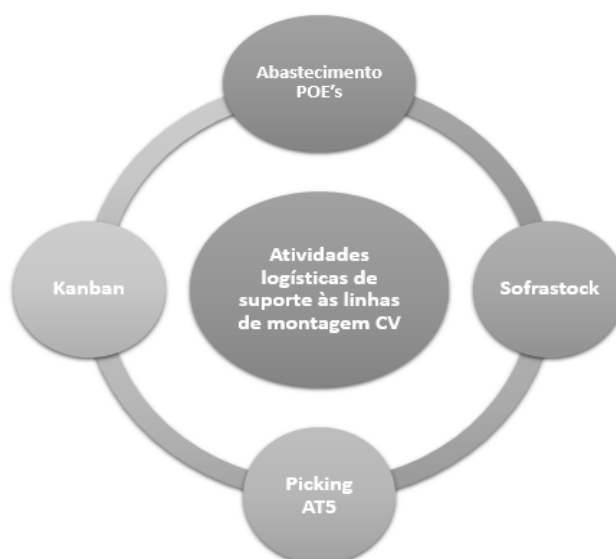 Abastecimento
POE's
Kanban
Atividades
logísticas de
suporte às linhas
de montagem CV
Sofrastock
Picking
AT5